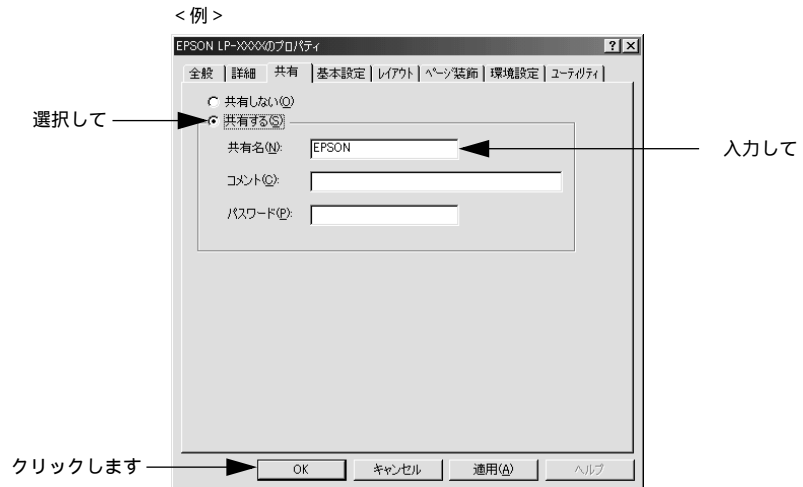 <例>
EPSON LP-XXXXのプロパティ
全般 詳細 共有 基本設定 レイアウト ページ装飾 環境設定 ユーティリティ
共有しない(O)
選択して
共有する(S)
共有名(N): EPSON
入力して
コメント(C):
パスワード(P):
クリックします
OK キャンセル 適用(A) ヘルプ